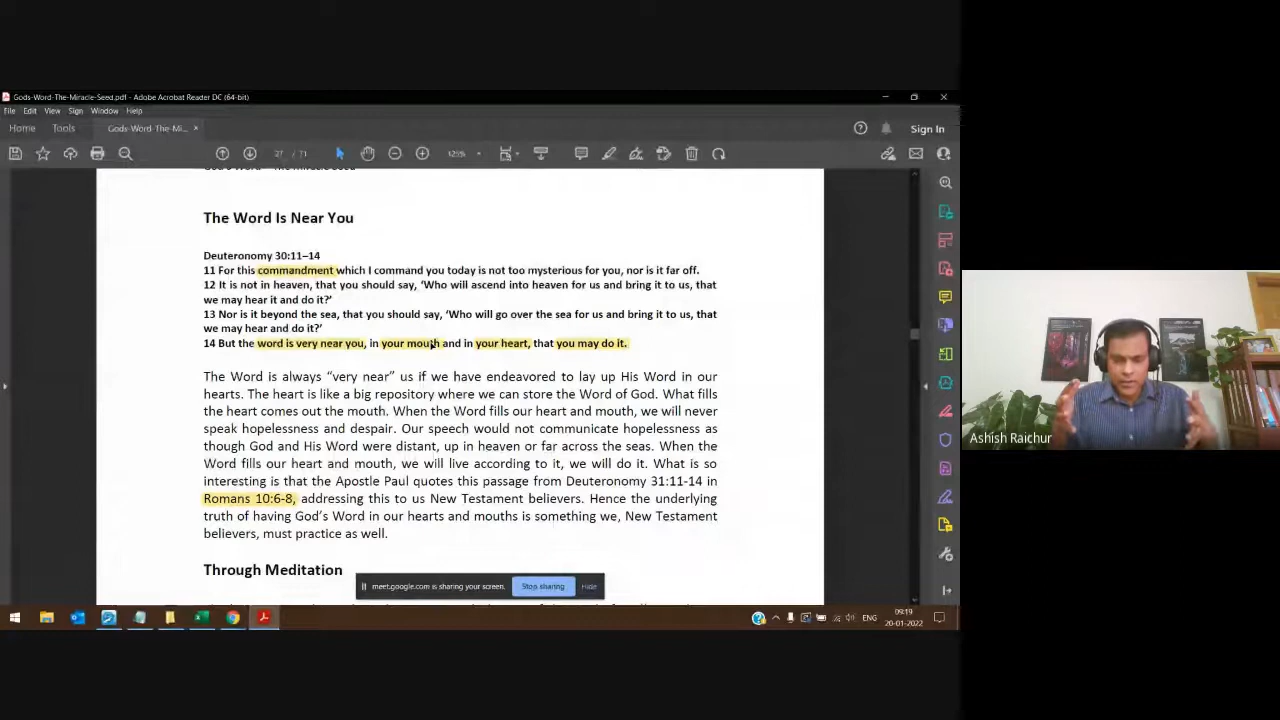 Gods-Word-The-Miracle-Seed.pdf - Adobe Acrobat Reader DC (64-bit)
File Edit View Sign Window Help
Home Tools Gods-Word-The-Mi... × Sign In
27 / 71 125%
God's Word – The Miracle Seed
The Word Is Near You
Deuteronomy 30:11–14
11 For this commandment which I command you today is not too mysterious for you, nor is it far off.
12 It is not in heaven, that you should say, ‘Who will ascend into heaven for us and bring it to us, that
we may hear it and do it?’
13 Nor is it beyond the sea, that you should say, ‘Who will go over the sea for us and bring it to us, that
we may hear and do it?’
14 But the word is very near you, in your mouth and in your heart, that you may do it.
The Word is always “very near” us if we have endeavored to lay up His Word in our
hearts. The heart is like a big repository where we can store the Word of God. What fills
the heart comes out the mouth. When the Word fills our heart and mouth, we will never
speak hopelessness and despair. Our speech would not communicate hopelessness as
though God and His Word were distant, up in heaven or far across the seas. When the
Word fills our heart and mouth, we will live according to it, we will do it. What is so
interesting is that the Apostle Paul quotes this passage from Deuteronomy 31:11-14 in
Romans 10:6-8, addressing this to us New Testament believers. Hence the underlying
truth of having God’s Word in our hearts and mouths is something we, New Testament
believers, must practice as well.
Through Meditation
meet.google.com is sharing your screen. Stop sharing Hide
ENG 09:19
20-01-2022
Ashish Raichur